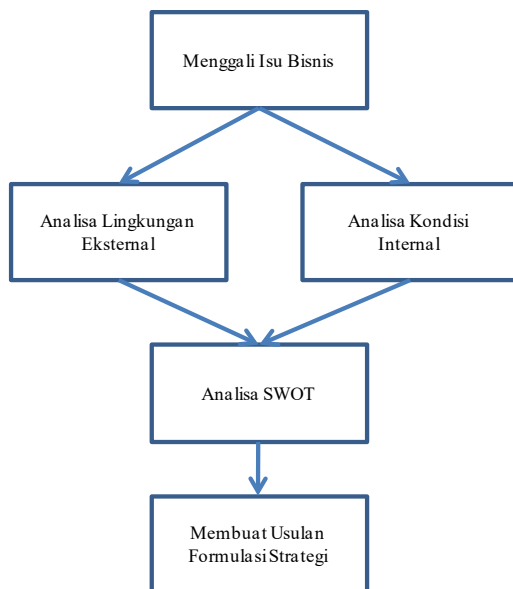 Menggali Isu Bisnis
Analisa Lingkungan
Eksternal
Analisa Kondisi
Internal
Analisa SWOT
Membuat Usulan
Formulasi Strategi